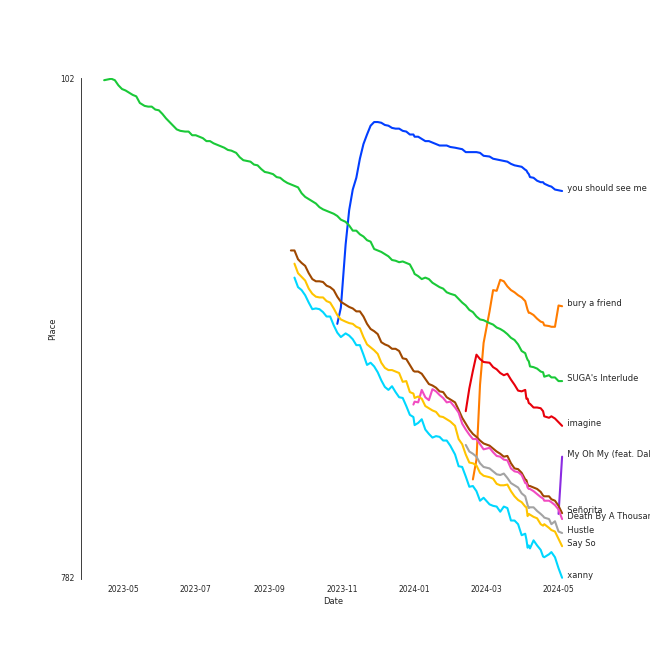 102
you should see me
bury a friend
Place
SUGA's Interlude
imagine
My Oh My (feat. Dal
Señorita
Death By A Thousan
Hustle
Say So
xanny
782
2023-05 2023-07 2023-09 2023-11 2024-01 2024-03 2024-05
Date